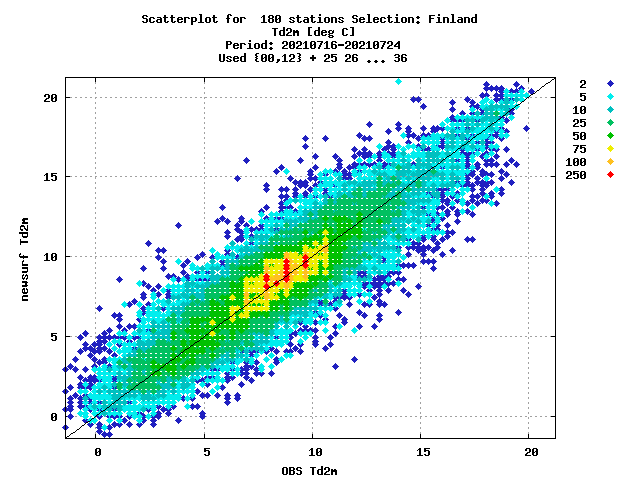 Scatterplot for  180 stations Selection: Finland
Td2m [deg C]
Period: 20210716-20210724
Used {00,12} + 25 26 ... 36
2
5
10
25
50
75
100
250
20
15
10
5
0
newsurf Td2m
0 5 10 15 20
OBS Td2m